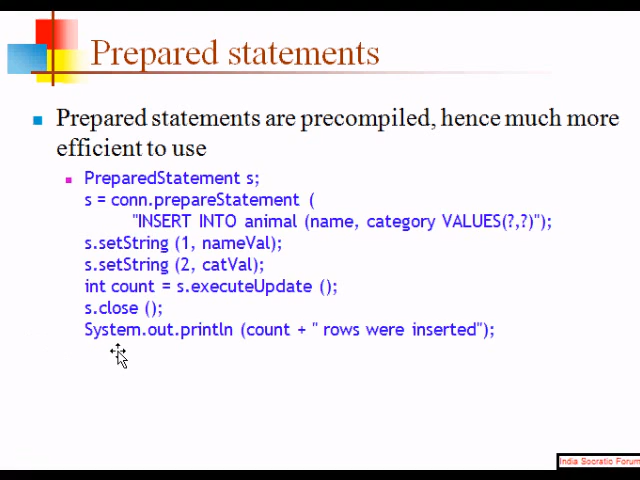 Prepared statements
Prepared statements are precompiled, hence much more
efficient to use
PreparedStatement s;
s = conn.prepareStatement (
"INSERT INTO animal (name, category VALUES(?,?)");
s.setString (1, nameVal);
s.setString (2, catVal);
int count = s.executeUpdate ();
s.close ();
System.out.println (count + " rows were inserted");
India Socratic Forum